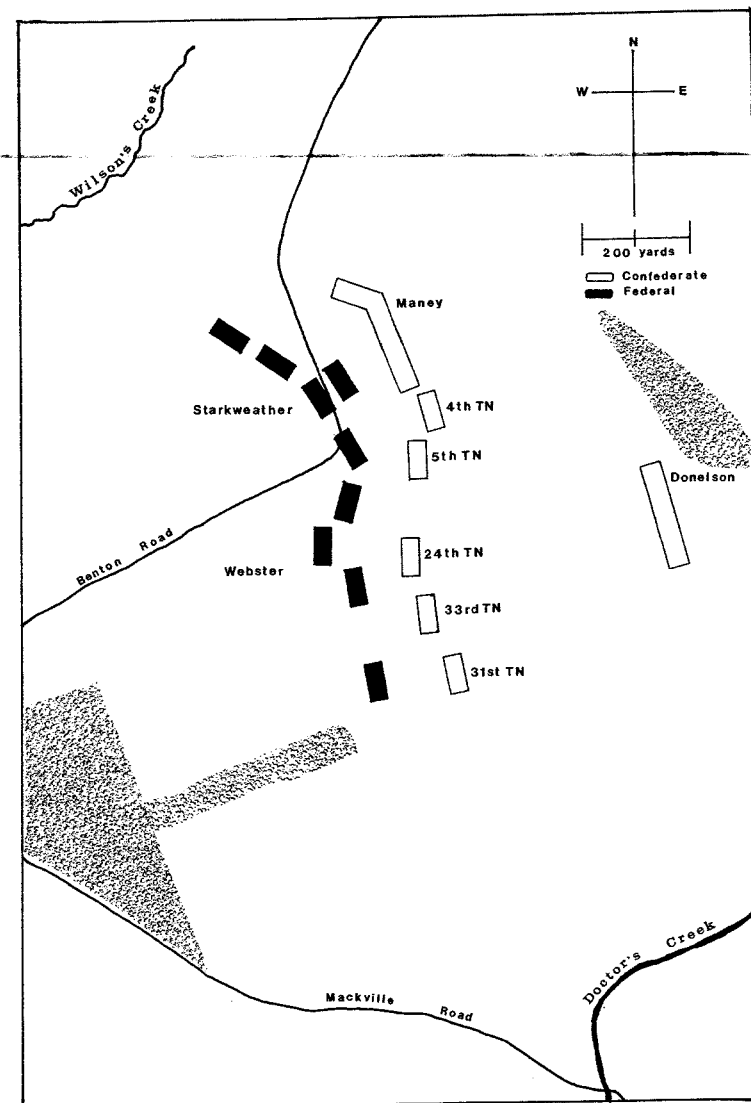 N
W E
Wilson's Creek
200 yards
Confederate
Federal
Maney
Starkweather
4th TN
5th TN
Donelson
Benton Road
24th TN
Webster
33rd TN
31st TN
Doctor's Creek
Mackville Road